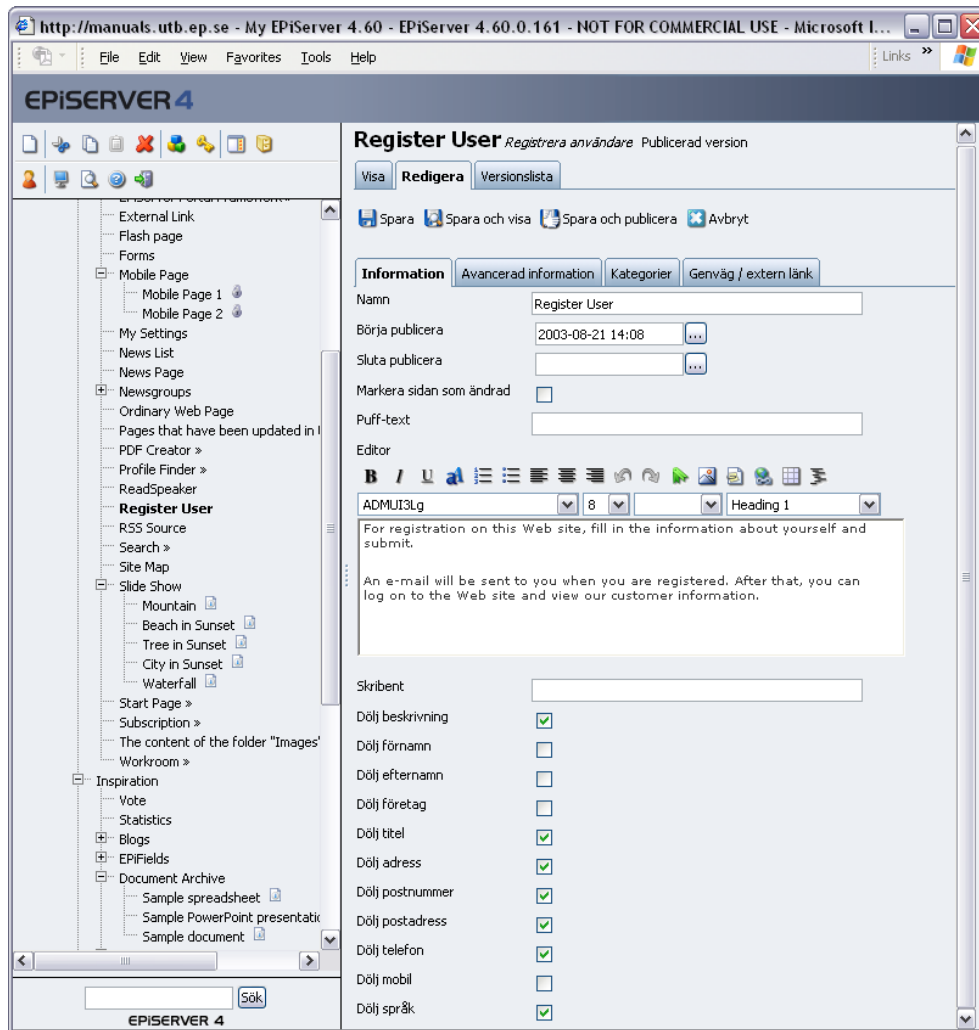 http://manuals.utb.ep.se - My EPiServer 4.60 - EPiServer 4.60.0.161 - NOT FOR COMMERCIAL USE - Microsoft I...
File Edit View Favorites Tools Help Links »
EPiSERVER 4
External Link
Flash page
Forms
Mobile Page
Mobile Page 1
Mobile Page 2
My Settings
News List
News Page
Newsgroups
Ordinary Web Page
Pages that have been updated in
PDF Creator »
Profile Finder »
ReadSpeaker
Register User
RSS Source
Search »
Site Map
Slide Show
Mountain
Beach in Sunset
Tree in Sunset
City in Sunset
Waterfall
Start Page »
Subscription »
The content of the folder "Images"
Workroom »
Inspiration
Vote
Statistics
Blogs
EPiFields
Document Archive
Sample spreadsheet
Sample PowerPoint presentatio
Sample document
Sök
EPiSERVER 4
Register User Registrera användare Publicerad version
Visa Redigera Versionslista
Spara Spara och visa Spara och publicera Avbryt
Information Avancerad information Kategorier Genväg / extern länk
Namn Register User
Börja publicera 2003-08-21 14:08 ...
Sluta publicera ...
Markera sidan som ändrad
Puff-text
Editor
B I U
ADMUI3Lg 8 Heading 1
For registration on this Web site, fill in the information about yourself and
submit.
An e-mail will be sent to you when you are registered. After that, you can
log on to the Web site and view our customer information.
Skribent
Dölj beskrivning
Dölj förnamn
Dölj efternamn
Dölj företag
Dölj titel
Dölj adress
Dölj postnummer
Dölj postadress
Dölj telefon
Dölj mobil
Dölj språk